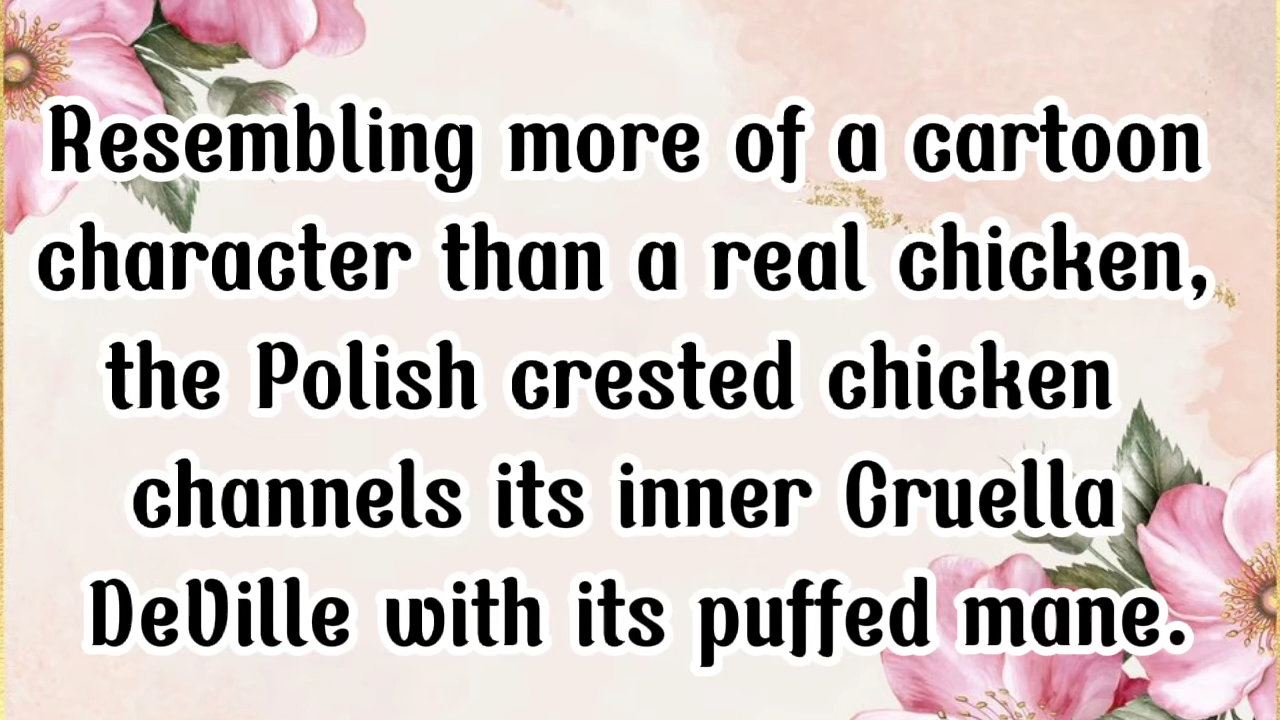 Resembling more of a cartoon
character than a real chicken,
the Polish crested chicken
channels its inner Cruella
DeVille with its puffed mane.